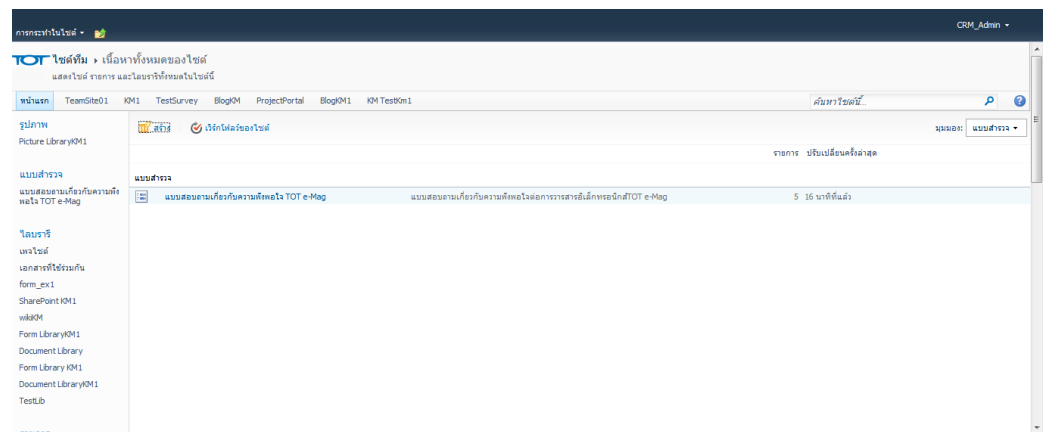 CRM_Admin
การกระทำในไซต์
TOT ไซต์ทีม › เนื้อหาทั้งหมดของไซต์
แสดงไซต์ รายการ และไลบรารีทั้งหมดในไซต์นี้
หน้าแรก TeamSite01 KM1 TestSurvey BlogKM ProjectPortal BlogKM1 KM TestKm1 ค้นหาไซต์นี้...
รูปภาพ
Picture LibraryKM1
สร้าง เวิร์กโฟลว์ของไซต์ มุมมอง: แบบสำรวจ
รายการ ปรับเปลี่ยนครั้งล่าสุด
แบบสำรวจ
แบบสอบถามเกี่ยวกับความพึงพอใจ TOT e-Mag
แบบสำรวจ
แบบสอบถามเกี่ยวกับความพึงพอใจ TOT e-Mag แบบสอบถามเกี่ยวกับความพึงพอใจต่อการวารสารอิเล็กทรอนิกส์TOT e-Mag 5 16 นาทีที่แล้ว
ไลบรารี
เพจไซต์
เอกสารที่ใช้ร่วมกัน
form_ex1
SharePoint KM1
wikiKM
Form LibraryKM1
Document Library
Form Library KM1
Document LibraryKM1
TestLib